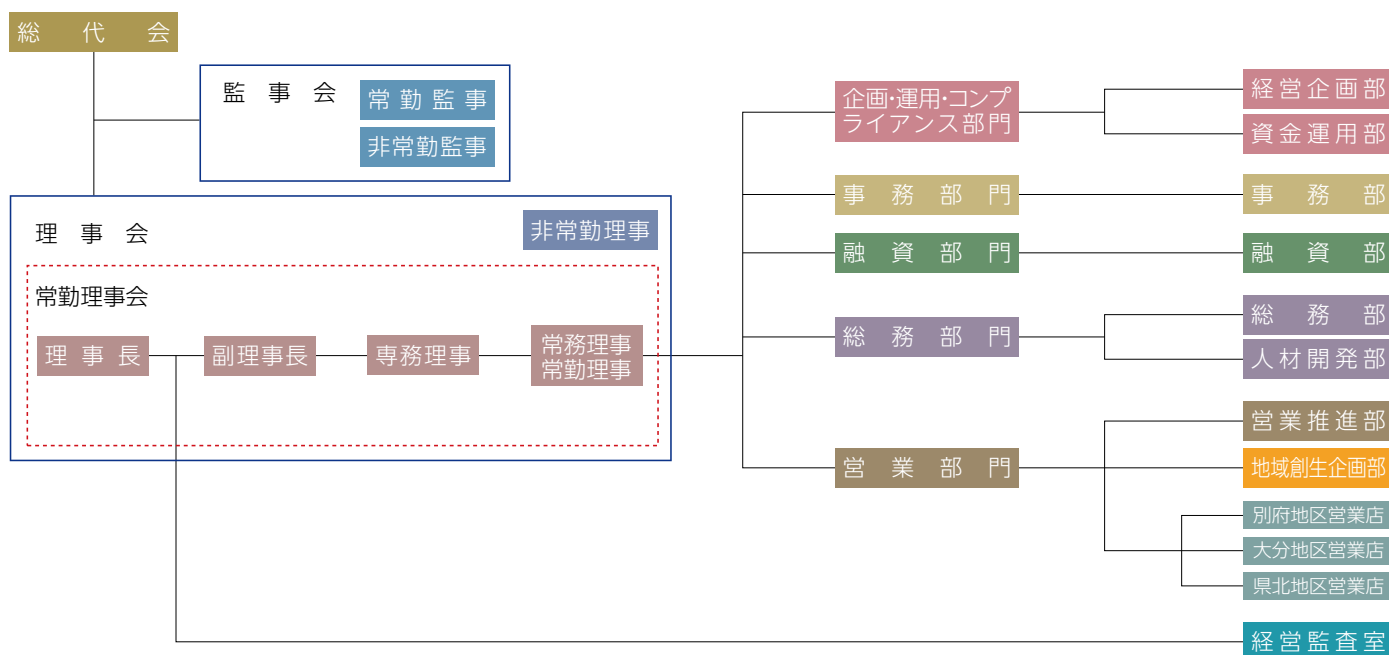 総代会
監事会
常勤監事
非常勤監事
理事会
非常勤理事
常勤理事会
理事長
副理事長
専務理事
常務理事
常勤理事
企画・運用・コンプ
ライアンス部門
経営企画部
資金運用部
事務部門
事務部
融資部門
融資部
総務部門
総務部
人材開発部
営業部門
営業推進部
地域創生企画部
別府地区営業店
大分地区営業店
県北地区営業店
経営監査室